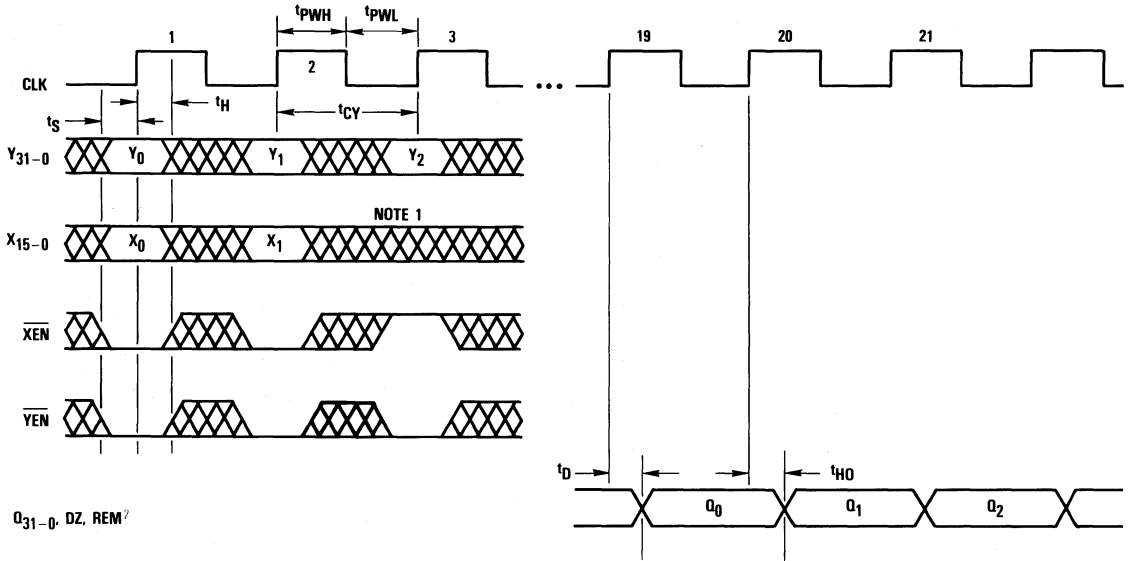 tPWH tPWL
1 2 3 19 20 21
CLK
...
tH
tCY
tS
Y31-0 Y0 Y1 Y2
NOTE 1
X15-0 X0 X1
XEN
YEN
tD tHO
Q0 Q1 Q2
Q31-0, DZ, REM?